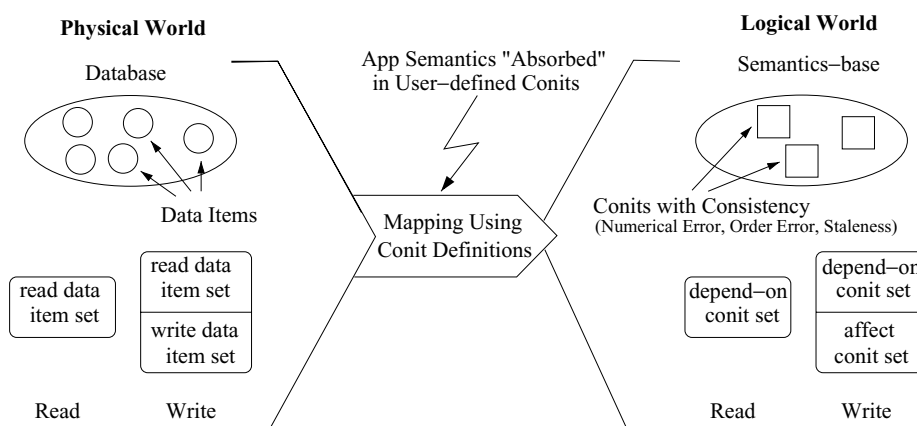 Physical World
Database
Data Items
read data
item set
read data
item set
write data
item set
Read
Write
App Semantics "Absorbed"
in User−defined Conits
Mapping Using
Conit Definitions
Logical World
Semantics−base
Conits with Consistency
(Numerical Error, Order Error, Staleness)
depend−on
conit set
depend−on
conit set
affect
conit set
Read
Write